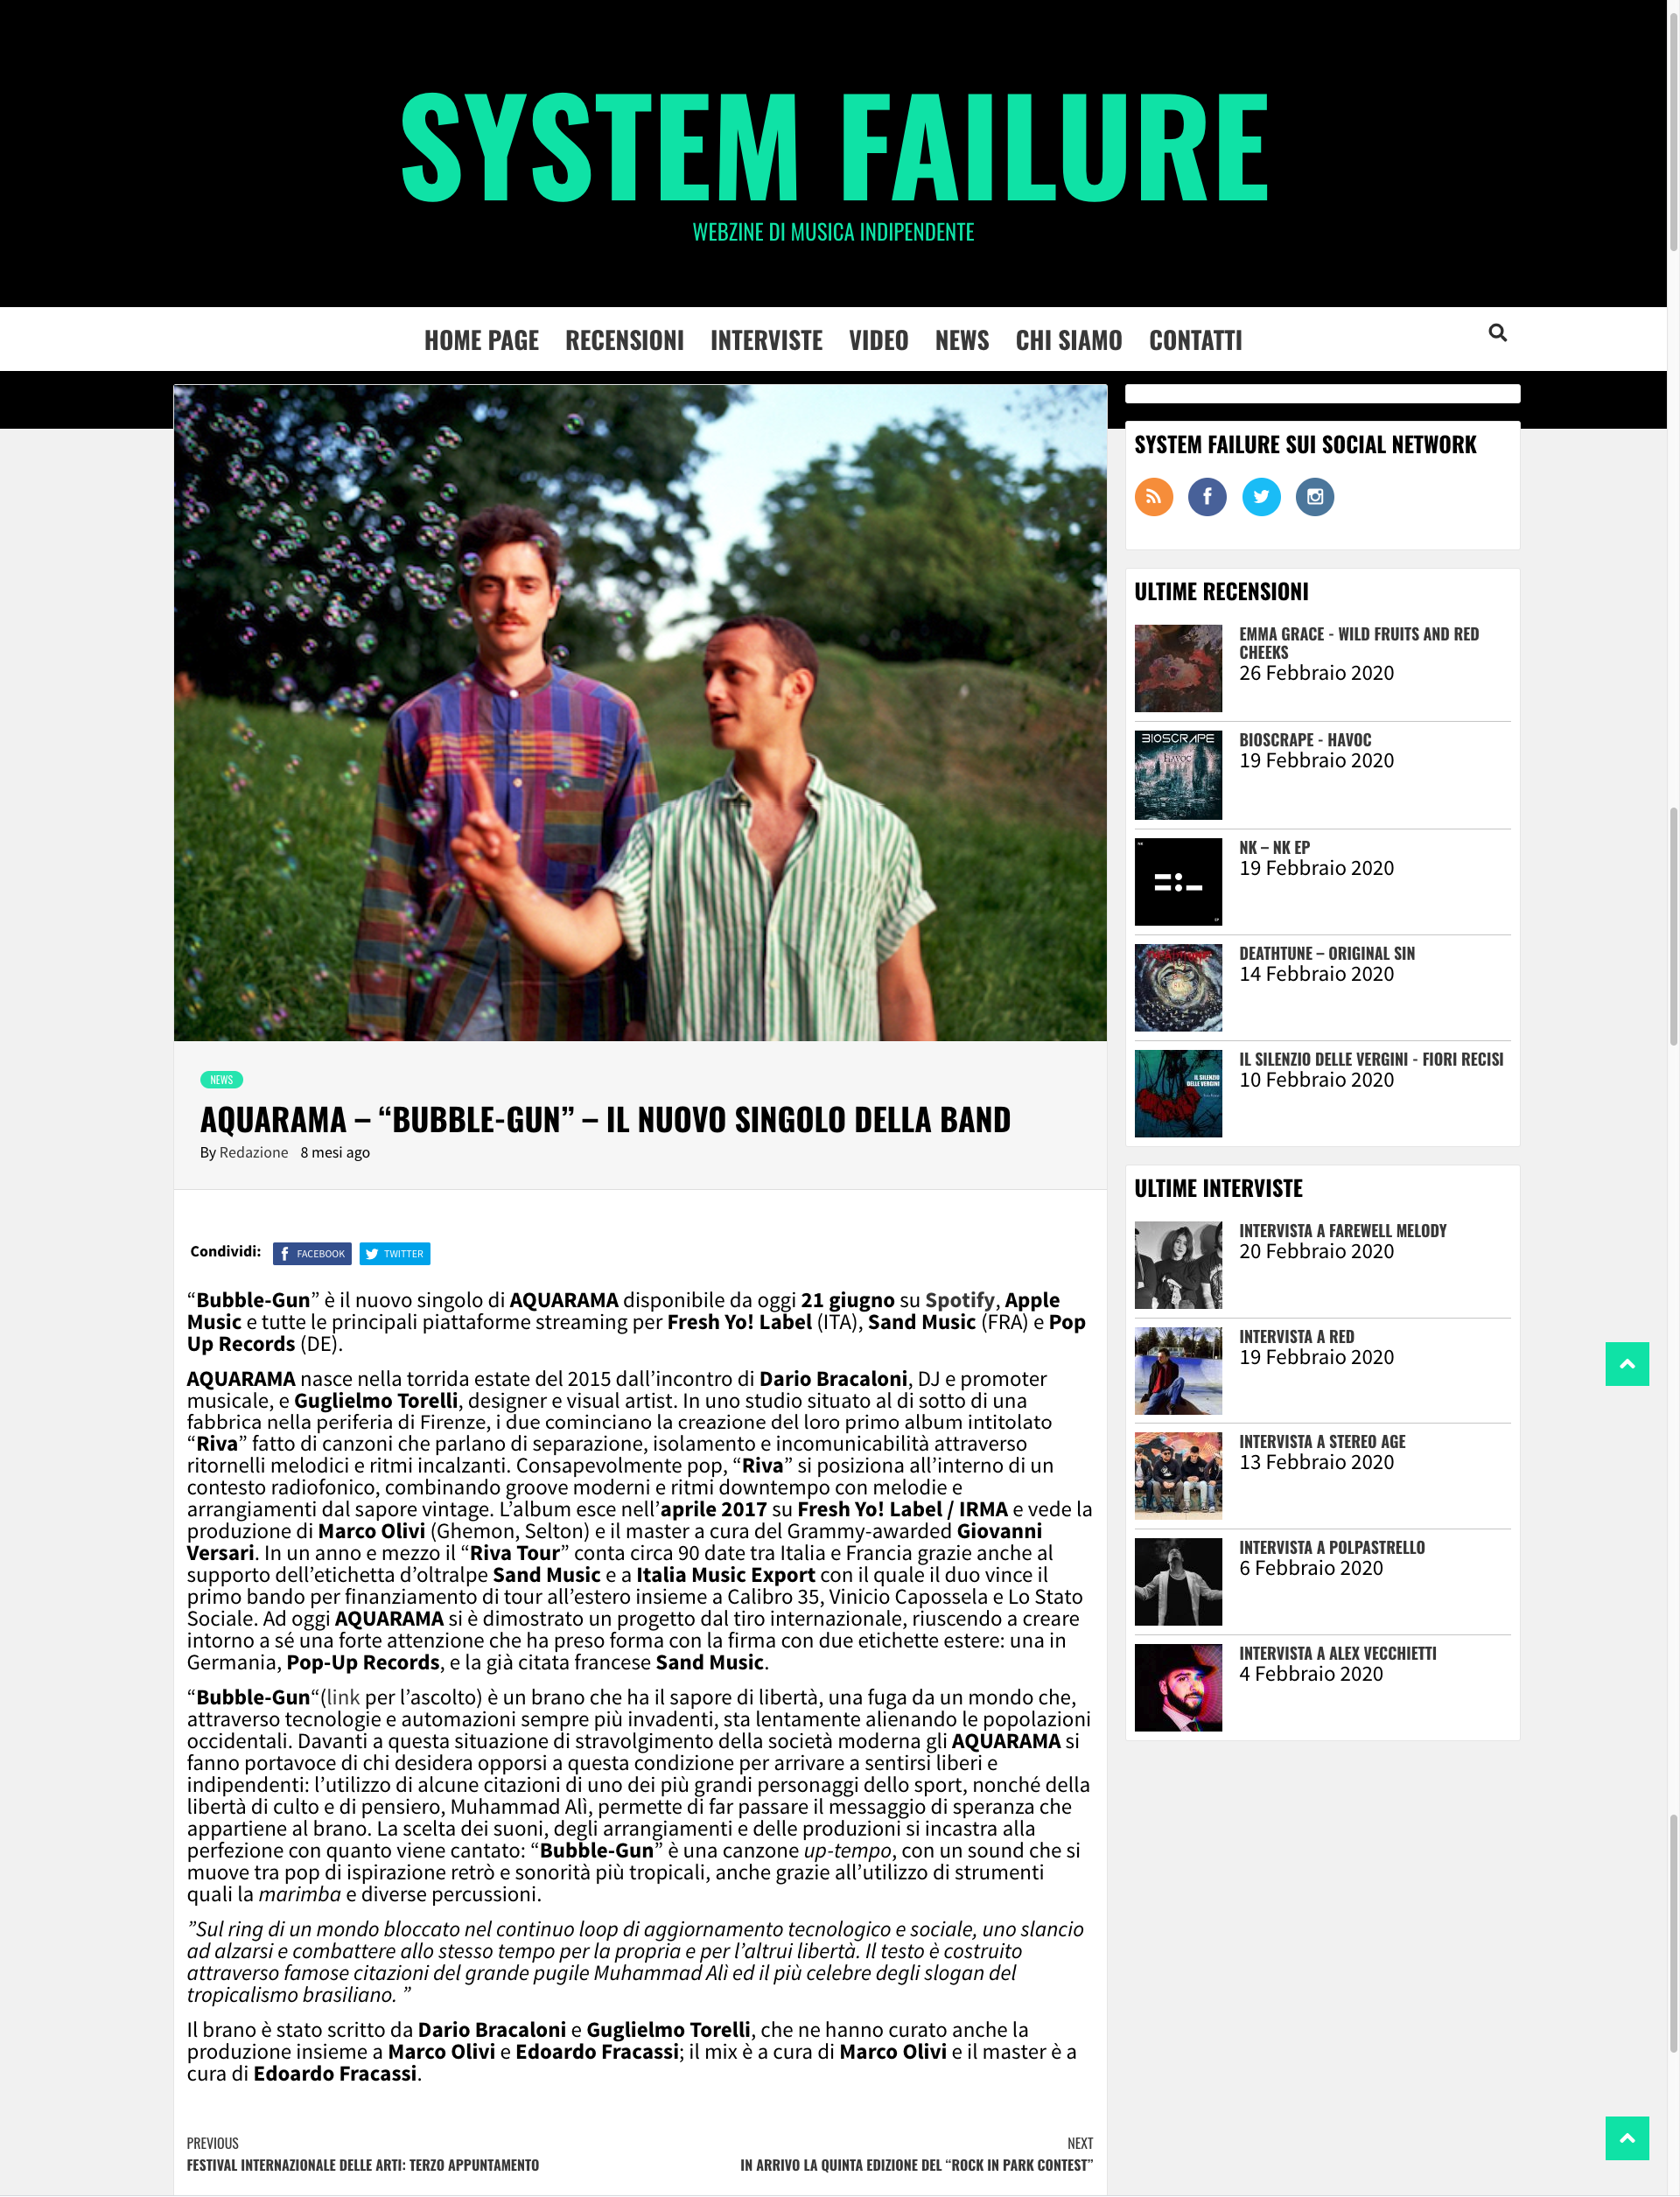 SYSTEM FAILURE
WEBZINE DI MUSICA INDIPENDENTE
HOME PAGE RECENSIONI INTERVISTE VIDEO NEWS CHI SIAMO CONTATTI
NEWS
AQUARAMA – “BUBBLE-GUN” – IL NUOVO SINGOLO DELLA BAND
By Redazione 8 mesi ago
Condividi: FACEBOOK TWITTER
“Bubble-Gun” è il nuovo singolo di AQUARAMA disponibile da oggi 21 giugno su Spotify, Apple
Music e tutte le principali piattaforme streaming per Fresh Yo! Label (ITA), Sand Music (FRA) e Pop
Up Records (DE).
AQUARAMA nasce nella torrida estate del 2015 dall’incontro di Dario Bracaloni, DJ e promoter
musicale, e Guglielmo Torelli, designer e visual artist. In uno studio situato al di sotto di una
fabbrica nella periferia di Firenze, i due cominciano la creazione del loro primo album intitolato
“Riva” fatto di canzoni che parlano di separazione, isolamento e incomunicabilità attraverso
ritornelli melodici e ritmi incalzanti. Consapevolmente pop, “Riva” si posiziona all’interno di un
contesto radiofonico, combinando groove moderni e ritmi downtempo con melodie e
arrangiamenti dal sapore vintage. L’album esce nell’aprile 2017 su Fresh Yo! Label / IRMA e vede la
produzione di Marco Olivi (Ghemon, Selton) e il master a cura del Grammy-awarded Giovanni
Versari. In un anno e mezzo il “Riva Tour” conta circa 90 date tra Italia e Francia grazie anche al
supporto dell’etichetta d’oltralpe Sand Music e a Italia Music Export con il quale il duo vince il
primo bando per finanziamento di tour all’estero insieme a Calibro 35, Vinicio Capossela e Lo Stato
Sociale. Ad oggi AQUARAMA si è dimostrato un progetto dal tiro internazionale, riuscendo a creare
intorno a sé una forte attenzione che ha preso forma con la firma con due etichette estere: una in
Germania, Pop-Up Records, e la già citata francese Sand Music.
“Bubble-Gun“(link per l’ascolto) è un brano che ha il sapore di libertà, una fuga da un mondo che,
attraverso tecnologie e automazioni sempre più invadenti, sta lentamente alienando le popolazioni
occidentali. Davanti a questa situazione di stravolgimento della società moderna gli AQUARAMA si
fanno portavoce di chi desidera opporsi a questa condizione per arrivare a sentirsi liberi e
indipendenti: l’utilizzo di alcune citazioni di uno dei più grandi personaggi dello sport, nonché della
libertà di culto e di pensiero, Muhammad Alì, permette di far passare il messaggio di speranza che
appartiene al brano. La scelta dei suoni, degli arrangiamenti e delle produzioni si incastra alla
perfezione con quanto viene cantato: “Bubble-Gun” è una canzone up-tempo, con un sound che si
muove tra pop di ispirazione retrò e sonorità più tropicali, anche grazie all’utilizzo di strumenti
quali la marimba e diverse percussioni.
”Sul ring di un mondo bloccato nel continuo loop di aggiornamento tecnologico e sociale, uno slancio
ad alzarsi e combattere allo stesso tempo per la propria e per l’altrui libertà. Il testo è costruito
attraverso famose citazioni del grande pugile Muhammad Alì ed il più celebre degli slogan del
tropicalismo brasiliano. ”
Il brano è stato scritto da Dario Bracaloni e Guglielmo Torelli, che ne hanno curato anche la
produzione insieme a Marco Olivi e Edoardo Fracassi; il mix è a cura di Marco Olivi e il master è a
cura di Edoardo Fracassi.
PREVIOUS
FESTIVAL INTERNAZIONALE DELLE ARTI: TERZO APPUNTAMENTO
NEXT
IN ARRIVO LA QUINTA EDIZIONE DEL “ROCK IN PARK CONTEST”
SYSTEM FAILURE SUI SOCIAL NETWORK
ULTIME RECENSIONI
EMMA GRACE - WILD FRUITS AND RED
CHEEKS
26 Febbraio 2020
BIOSCRAPE
HAVOC
BIOSCRAPE - HAVOC
19 Febbraio 2020
NK – NK EP
19 Febbraio 2020
DEATHTUNE – ORIGINAL SIN
14 Febbraio 2020
IL SILENZIO
DELLE VERGINI
IL SILENZIO DELLE VERGINI - FIORI RECISI
10 Febbraio 2020
ULTIME INTERVISTE
INTERVISTA A FAREWELL MELODY
20 Febbraio 2020
INTERVISTA A RED
19 Febbraio 2020
INTERVISTA A STEREO AGE
13 Febbraio 2020
INTERVISTA A POLPASTRELLO
6 Febbraio 2020
INTERVISTA A ALEX VECCHIETTI
4 Febbraio 2020